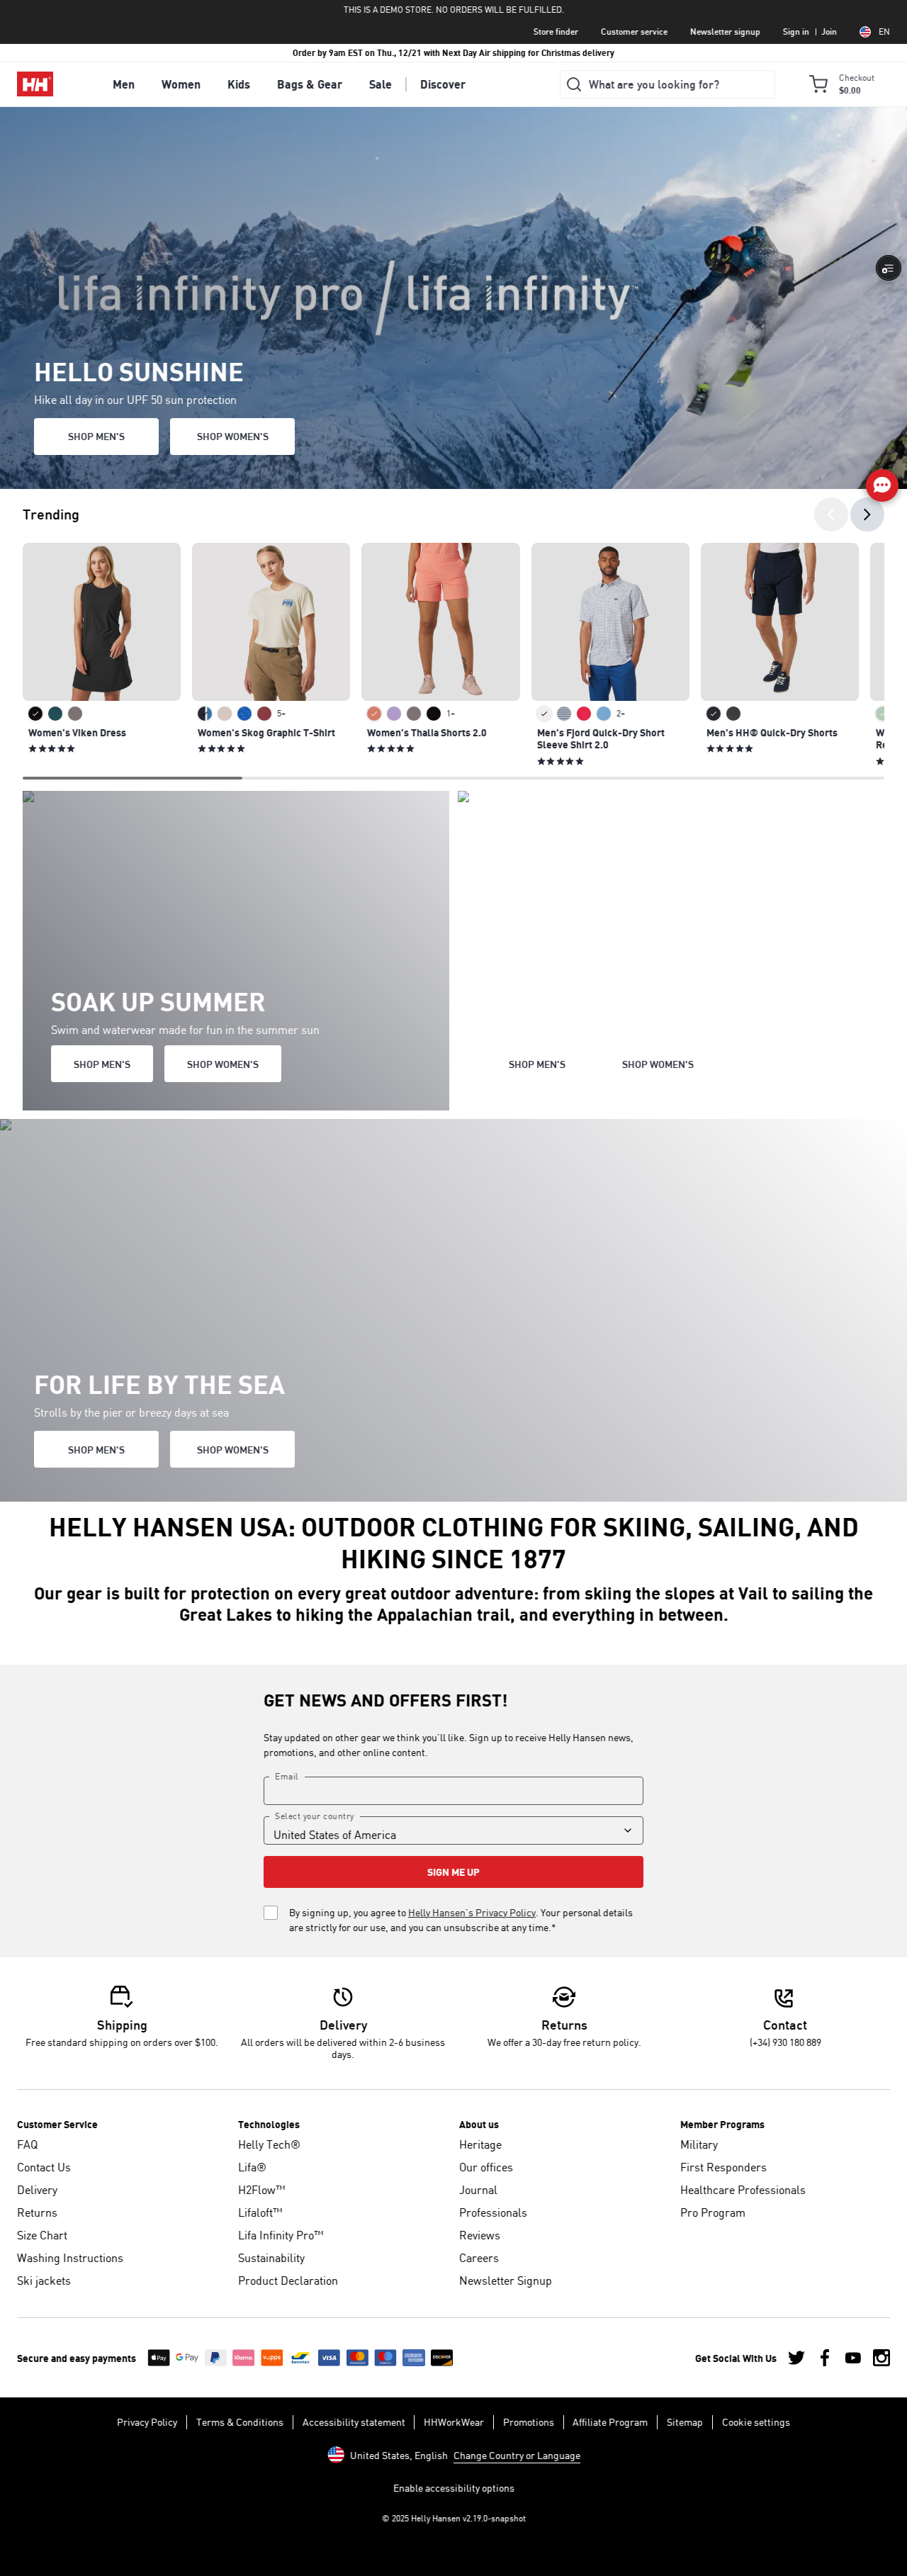 THIS IS A DEMO STORE. NO ORDERS WILL BE FULFILLED.
Store finder
Customer service
Newsletter signup
Sign in | Join
EN
Order by 9am EST on Thu., 12/21 with Next Day Air shipping for Christmas delivery
HH
Men
Women
Kids
Bags & Gear
Sale
Discover
What are you looking for?
Checkout
$0.00
lifa infinity pro / lifa infinity™
HELLO SUNSHINE
Hike all day in our UPF 50 sun protection
SHOP MEN'S
SHOP WOMEN'S
Trending
5+
1+
2+
Women's Viken Dress
Women's Skog Graphic T-Shirt
Women's Thalia Shorts 2.0
Men's Fjord Quick-Dry Short
Sleeve Shirt 2.0
Men's HH® Quick-Dry Shorts
SOAK UP SUMMER
Swim and waterwear made for fun in the summer sun
SHOP MEN'S
SHOP WOMEN'S
SHOP MEN'S
SHOP WOMEN'S
FOR LIFE BY THE SEA
Strolls by the pier or breezy days at sea
SHOP MEN'S
SHOP WOMEN'S
HELLY HANSEN USA: OUTDOOR CLOTHING FOR SKIING, SAILING, AND
HIKING SINCE 1877
Our gear is built for protection on every great outdoor adventure: from skiing the slopes at Vail to sailing the
Great Lakes to hiking the Appalachian trail, and everything in between.
GET NEWS AND OFFERS FIRST!
Stay updated on other gear we think you'll like. Sign up to receive Helly Hansen news,
promotions, and other online content.
Email
Select your country
United States of America
SIGN ME UP
By signing up, you agree to Helly Hansen's Privacy Policy. Your personal details
are strictly for our use, and you can unsubscribe at any time.*
Shipping
Free standard shipping on orders over $100.
Delivery
All orders will be delivered within 2-6 business
days.
Returns
We offer a 30-day free return policy.
Contact
(+34) 930 180 889
Customer Service
FAQ
Contact Us
Delivery
Returns
Size Chart
Washing Instructions
Ski jackets
Technologies
Helly Tech®
Lifa®
H2Flow™
Lifaloft™
Lifa Infinity Pro™
Sustainability
Product Declaration
About us
Heritage
Our offices
Journal
Professionals
Reviews
Careers
Newsletter Signup
Member Programs
Military
First Responders
Healthcare Professionals
Pro Program
Secure and easy payments
Pay
G Pay
Klarna.
VISA
DISCOVER
Get Social With Us
Privacy Policy
Terms & Conditions
Accessibility statement
HHWorkWear
Promotions
Affiliate Program
Sitemap
Cookie settings
United States, English Change Country or Language
Enable accessibility options
© 2025 Helly Hansen v2.19.0-snapshot